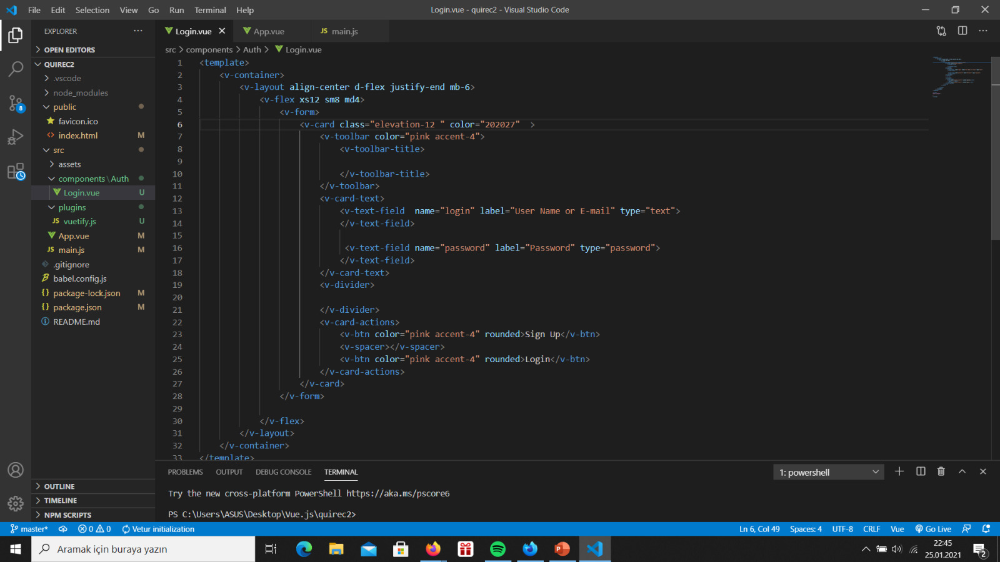 File Edit Selection View Go Run Terminal Help
Login.vue - quirec2 - Visual Studio Code
EXPLORER
OPEN EDITORS
QUIREC2
.vscode
node_modules
public
favicon.ico
index.html M
src
assets
components\Auth
Login.vue U
plugins
JS vuetify.js U
App.vue M
JS main.js M
.gitignore
babel.config.js
{} package-lock.json M
{} package.json M
README.md
OUTLINE
TIMELINE
NPM SCRIPTS
8
Login.vue App.vue JS main.js
src > components > Auth > Login.vue
1 <template>
2 <v-container>
3 <v-layout align-center d-flex justify-end mb-6>
4 <v-flex xs12 sm8 md4>
5 <v-form>
6 <v-card class="elevation-12 " color="202027" >
7 <v-toolbar color="pink accent-4">
8 <v-toolbar-title>
9
10 </v-toolbar-title>
11 </v-toolbar>
12 <v-card-text>
13 <v-text-field name="login" label="User Name or E-mail" type="text">
14 </v-text-field>
15
16 <v-text-field name="password" label="Password" type="password">
17 </v-text-field>
18 </v-card-text>
19 <v-divider>
20
21 </v-divider>
22 <v-card-actions>
23 <v-btn color="pink accent-4" rounded>Sign Up</v-btn>
24 <v-spacer></v-spacer>
25 <v-btn color="pink accent-4" rounded>Login</v-btn>
26 </v-card-actions>
27 </v-card>
28 </v-form>
29
30 </v-flex>
31 </v-layout>
32 </v-container>
33 </template>
PROBLEMS OUTPUT DEBUG CONSOLE TERMINAL
1: powershell
Try the new cross-platform PowerShell https://aka.ms/pscore6
PS C:\Users\ASUS\Desktop\Vue.js\quirec2>
master* 0 0 Vetur initialization
Ln 6, Col 49 Spaces: 4 UTF-8 CRLF Vue Go Live
Aramak için buraya yazın
22:45
25.01.2021
2